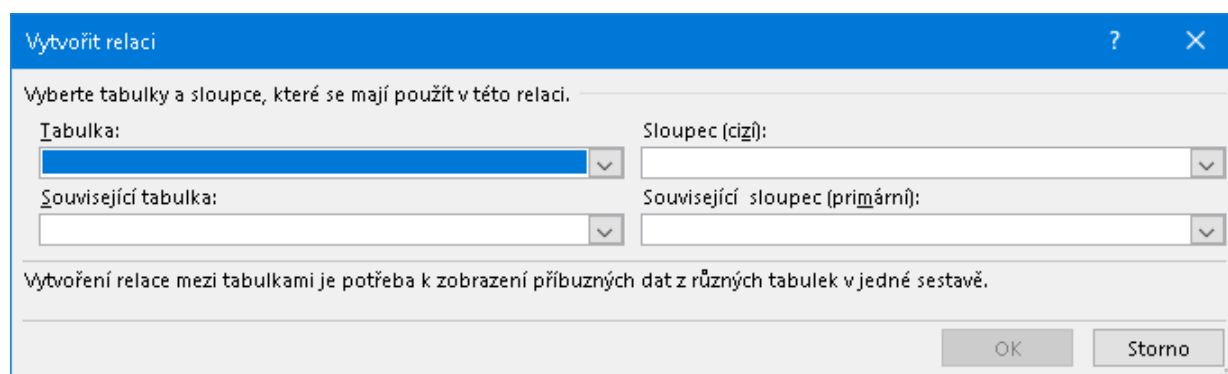 Vytvořit relaci ?
Vyberte tabulky a sloupce, které se mají použít v této relaci.
Tabulka: Sloupec (cizí):
Související tabulka: Související sloupec (primární):
Vytvoření relace mezi tabulkami je potřeba k zobrazení příbuzných dat z různých tabulek v jedné sestavě.
OK Storno